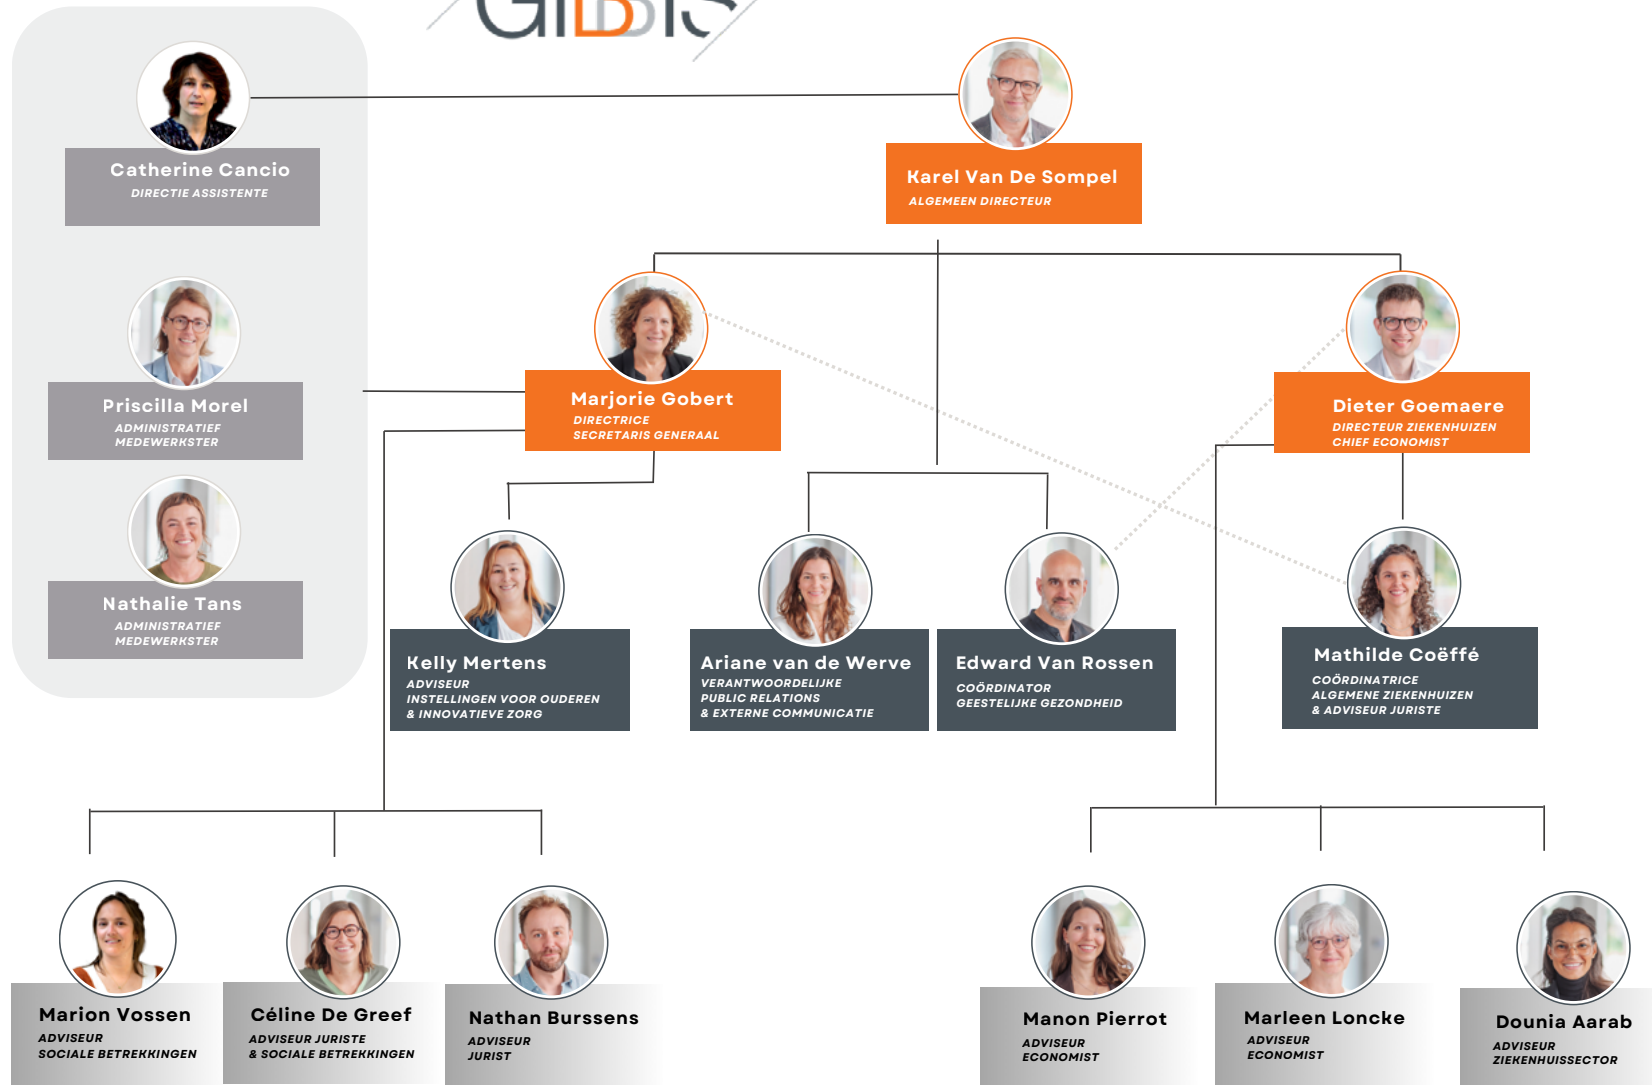 GIBBIS
Catherine Cancio
DIRECTIE ASSISTENTE
Karel Van De Sompel
ALGEMEEN DIRECTEUR
Priscilla Morel
ADMINISTRATIEF
MEDEWERKSTER
Marjorie Gobert
DIRECTRICE
SECRETARIS GENERAAL
Dieter Goemaere
DIRECTEUR ZIEKENHUIZEN
CHIEF ECONOMIST
Nathalie Tans
ADMINISTRATIEF
MEDEWERKSTER
Kelly Mertens
ADVISEUR
INSTELLINGEN VOOR OUDEREN
& INNOVATIEVE ZORG
Ariane van de Werve
VERANTWOORDELIJKE
PUBLIC RELATIONS
& EXTERNE COMMUNICATIE
Edward Van Rossen
COÖRDINATOR
GEESTELIJKE GEZONDHEID
Mathilde Coëffé
COÖRDINATRICE
ALGEMENE ZIEKENHUIZEN
& ADVISEUR JURISTE
Marion Vossen
ADVISEUR
SOCIALE BETREKKINGEN
Céline De Greef
ADVISEUR JURISTE
& SOCIALE BETREKKINGEN
Nathan Burssens
ADVISEUR
JURIST
Manon Pierrot
ADVISEUR
ECONOMIST
Marleen Loncke
ADVISEUR
ECONOMIST
Dounia Aarab
ADVISEUR
ZIEKENHUISSECTOR